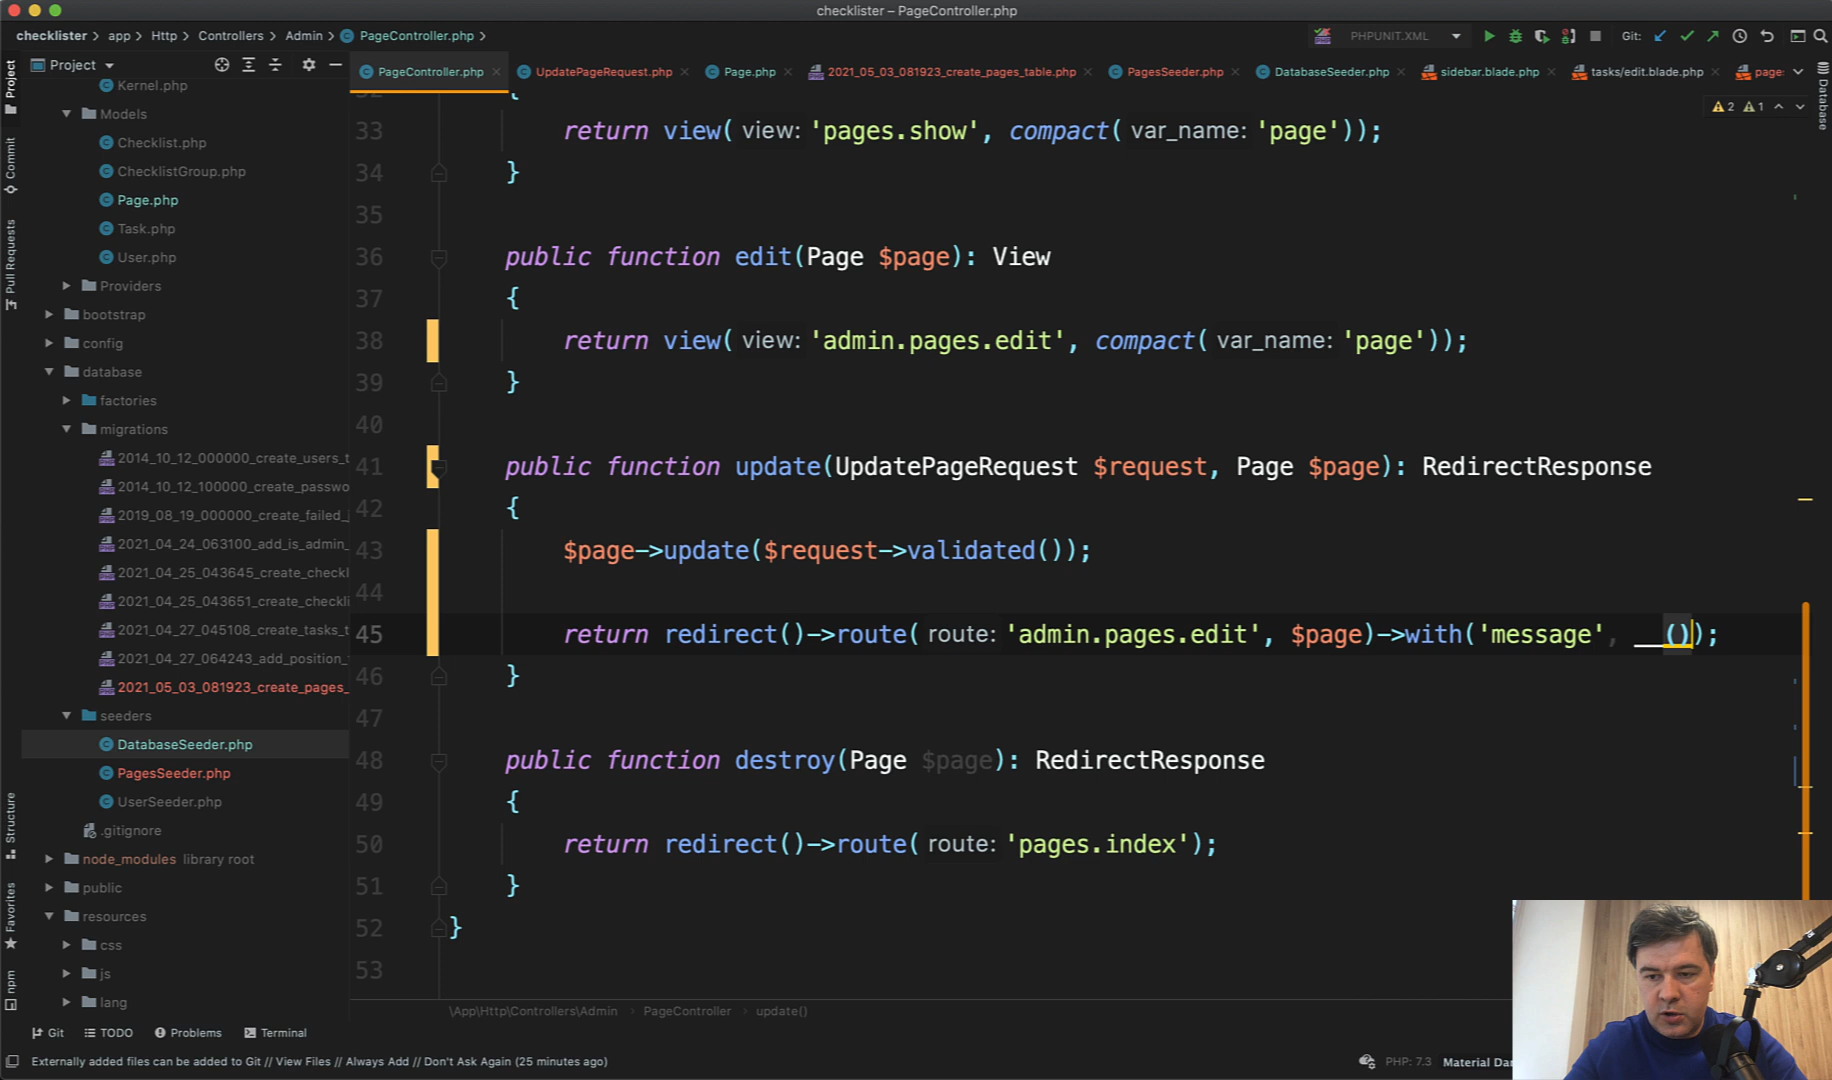 checklister – PageController.php
checklister app Http Controllers Admin PageController.php
PHPUNIT.XML Git:
Project
PageController.php UpdatePageRequest.php Page.php 2021_05_03_081923_create_pages_table.php PagesSeeder.php DatabaseSeeder.php sidebar.blade.php tasks/edit.blade.php page:
Project
Commit
Pull Requests
Structure
Favorites
npm
Database
Kernel.php
Models
Checklist.php
ChecklistGroup.php
Page.php
Task.php
User.php
Providers
bootstrap
config
database
factories
migrations
2014_10_12_000000_create_users_t
2014_10_12_100000_create_passwo
2019_08_19_000000_create_failed_j
2021_04_24_063100_add_is_admin_
2021_04_25_043645_create_checkl
2021_04_25_043651_create_checkli
2021_04_27_045108_create_tasks_t
2021_04_27_064243_add_position_
2021_05_03_081923_create_pages_
seeders
DatabaseSeeder.php
PagesSeeder.php
UserSeeder.php
.gitignore
node_modules library root
public
resources
css
js
lang
2 1
{
33 return view( view: 'pages.show', compact( var_name: 'page'));
34 }
35
36 public function edit(Page $page): View
37 {
38 return view( view: 'admin.pages.edit', compact( var_name: 'page'));
39 }
40
41 public function update(UpdatePageRequest $request, Page $page): RedirectResponse
42 {
43 $page->update($request->validated());
44
45 return redirect()->route( route: 'admin.pages.edit', $page)->with('message', __());
46 }
47
48 public function destroy(Page $page): RedirectResponse
49 {
50 return redirect()->route( route: 'pages.index');
51 }
52 }
53
\App\Http\Controllers\Admin PageController update()
Git TODO Problems Terminal
Externally added files can be added to Git // View Files // Always Add // Don't Ask Again (25 minutes ago)
PHP: 7.3 Material Da